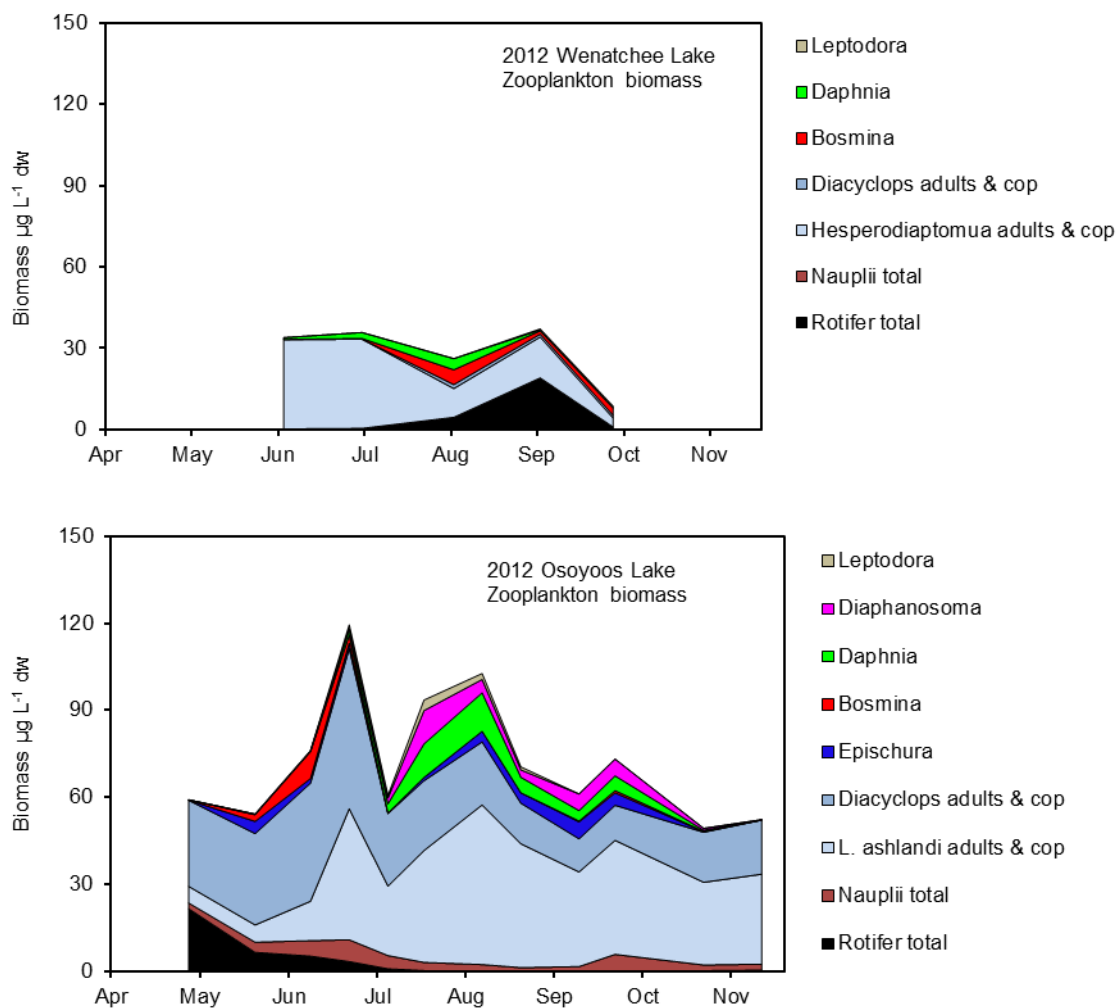 150
120
90
60
30
0
Biomass µg L⁻¹ dw
2012 Wenatchee Lake
Zooplankton biomass
Apr May Jun Jul Aug Sep Oct Nov
Leptodora
Daphnia
Bosmina
Diacyclops adults & cop
Hesperodiaptomua adults & cop
Nauplii total
Rotifer total
150
120
90
60
30
0
Biomass µg L⁻¹ dw
2012 Osoyoos Lake
Zooplankton biomass
Apr May Jun Jul Aug Sep Oct Nov
Leptodora
Diaphanosoma
Daphnia
Bosmina
Epischura
Diacyclops adults & cop
L. ashlandi adults & cop
Nauplii total
Rotifer total